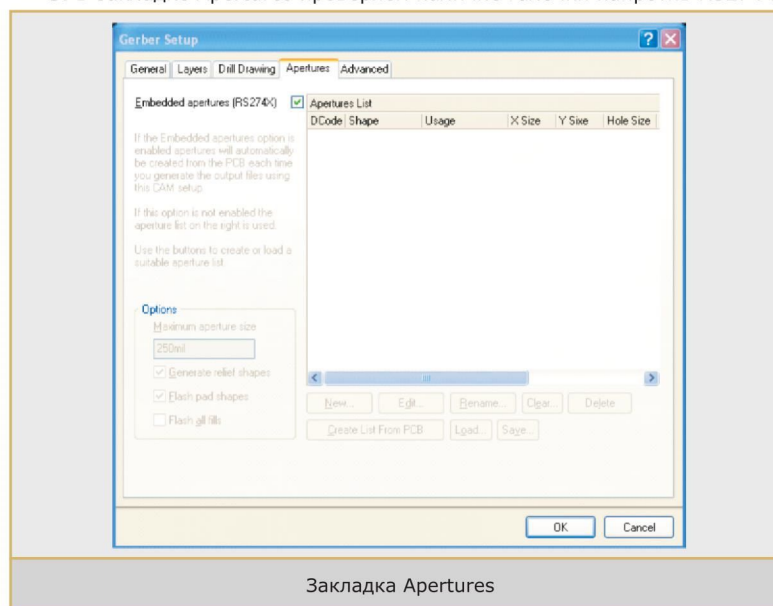 Gerber Setup
General Layers Drill Drawing Apertures Advanced
Embedded apertures (RS274X)
If the Embedded apertures option is
enabled apertures will automatically
be created from the PCB each time
you generate the output files using
this CAM setup.
If this option is not enabled the
aperture list on the right is used.
Use the buttons to create or load a
suitable aperture list.
Options
Maximum aperture size
250mil
Generate relief shapes
Flash pad shapes
Flash all fills
Apertures List
DCode Shape Usage X Size Y Sixe Hole Size
New... Edit... Rename... Clear... Delete
Create List From PCB Load... Save...
OK Cancel
Закладка Apertures